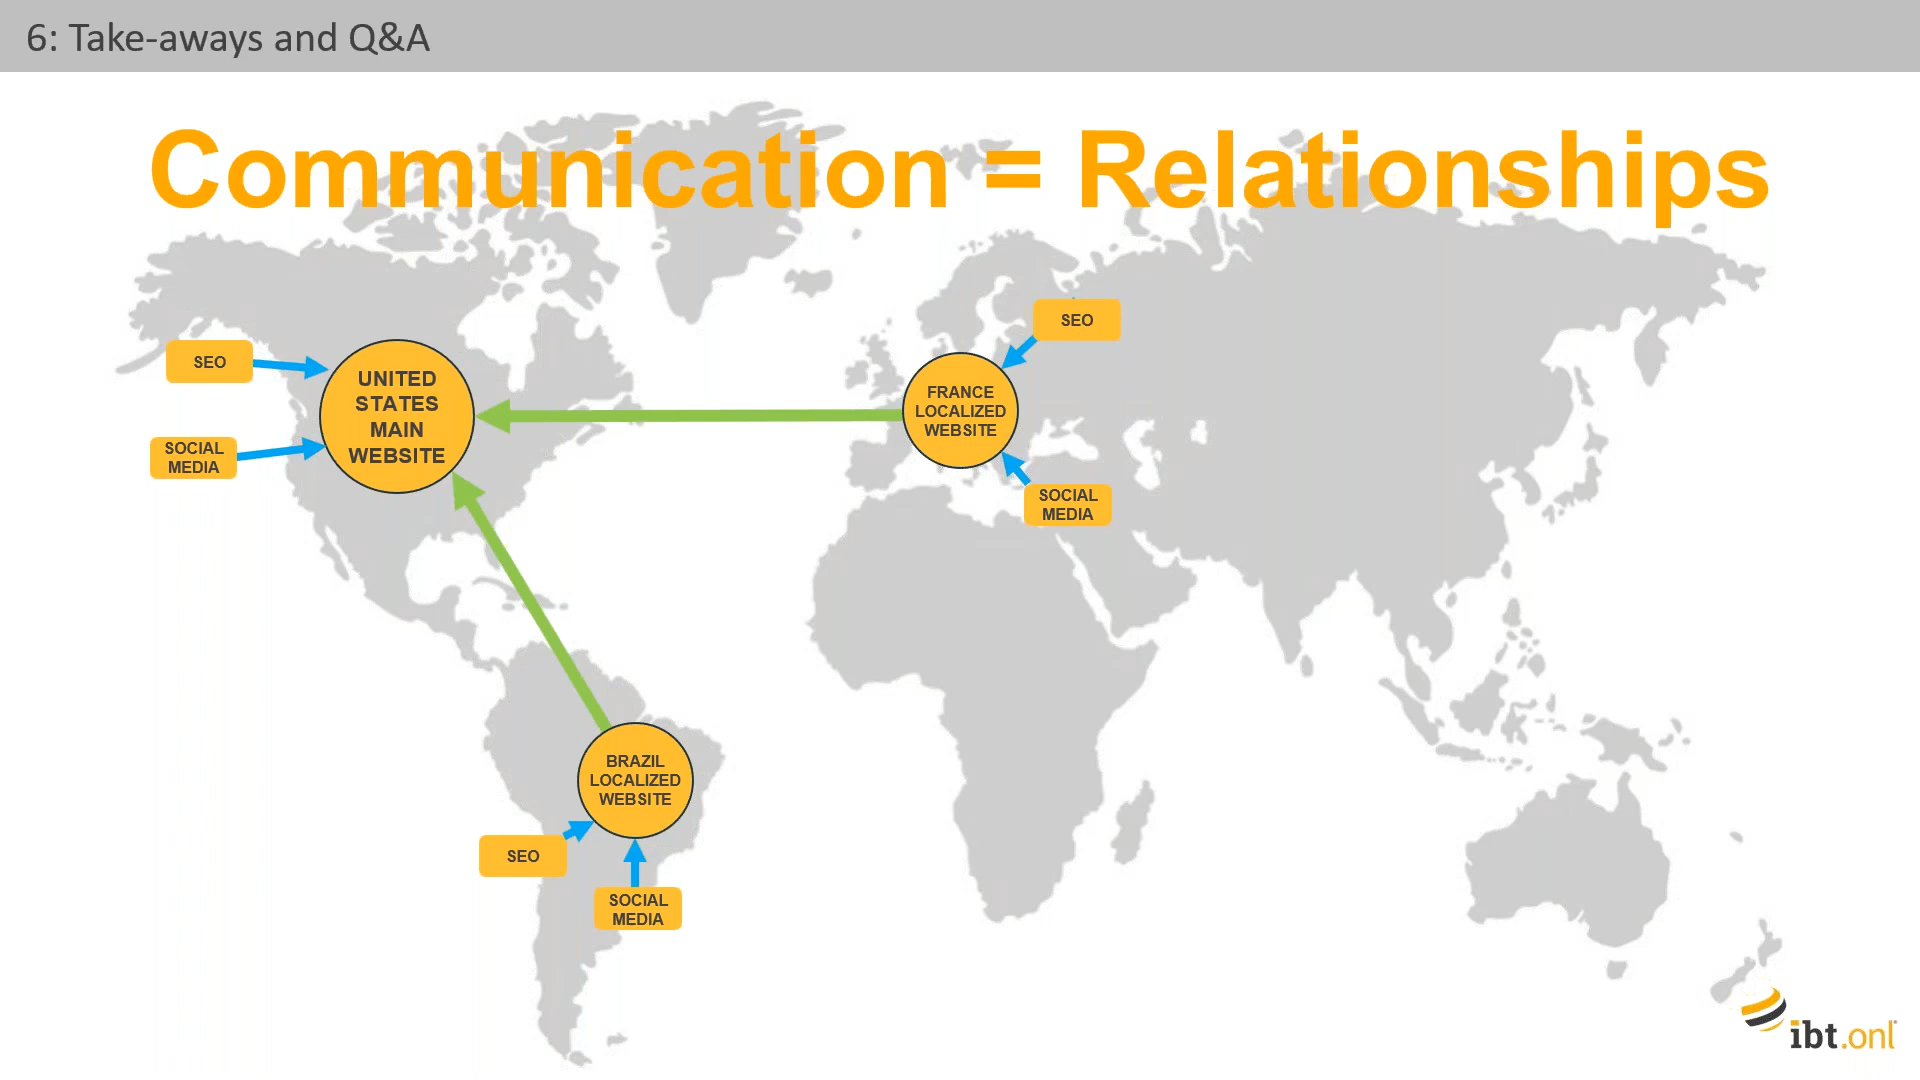 6: Take-aways and Q&A
Communication = Relationships
SEO
SOCIAL
MEDIA
UNITED
STATES
MAIN
WEBSITE
SEO
FRANCE
LOCALIZED
WEBSITE
SOCIAL
MEDIA
BRAZIL
LOCALIZED
WEBSITE
SEO
SOCIAL
MEDIA
ibt.onl